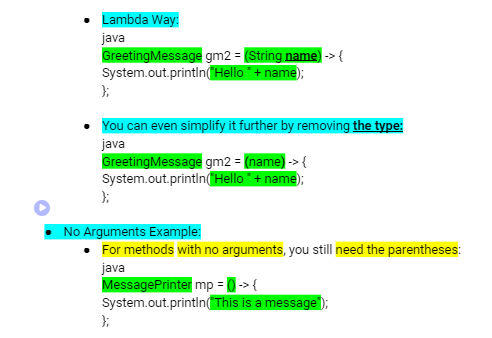 • Lambda Way:
java
GreetingMessage gm2 = (String name) -> {
System.out.println("Hello " + name);
};
• You can even simplify it further by removing the type:
java
GreetingMessage gm2 = (name) -> {
System.out.println("Hello " + name);
};
• No Arguments Example:
• For methods with no arguments, you still need the parentheses:
java
MessagePrinter mp = () -> {
System.out.println("This is a message");
};